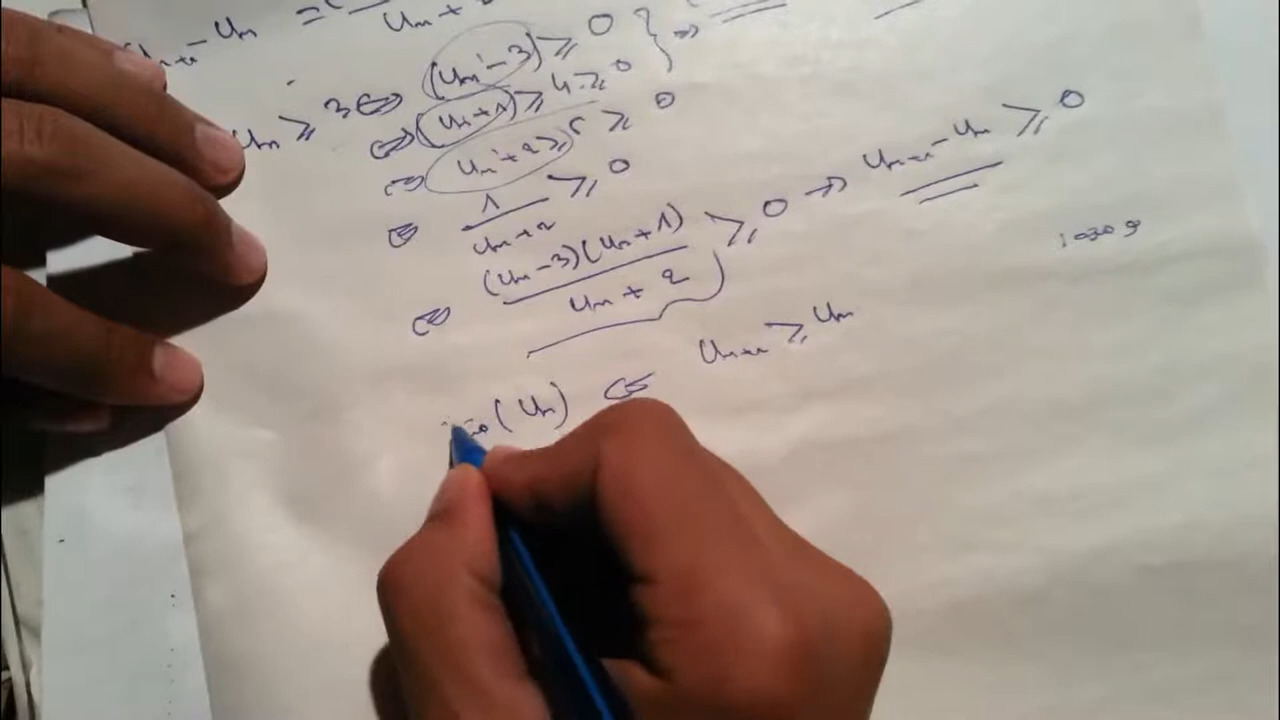 - Uₙ =
Uₙ +
Uₙ ≥ 3 ⇔ (Uₙ - 3) ≥ 0
⇔ (Uₙ + 1) ≥ 4 ≥ 0 } ⇒
⇔ Uₙ + 2 ≥ 5 ≥ 0
⇔ 1/(Uₙ + 2) ≥ 0
⇔ (Uₙ - 3)(Uₙ + 1)/(Uₙ + 2) ≥ 0 → Uₙ₊₁ - Uₙ ≥ 0
Uₙ₊₁ ≥ Uₙ
(Uₙ) ⇐